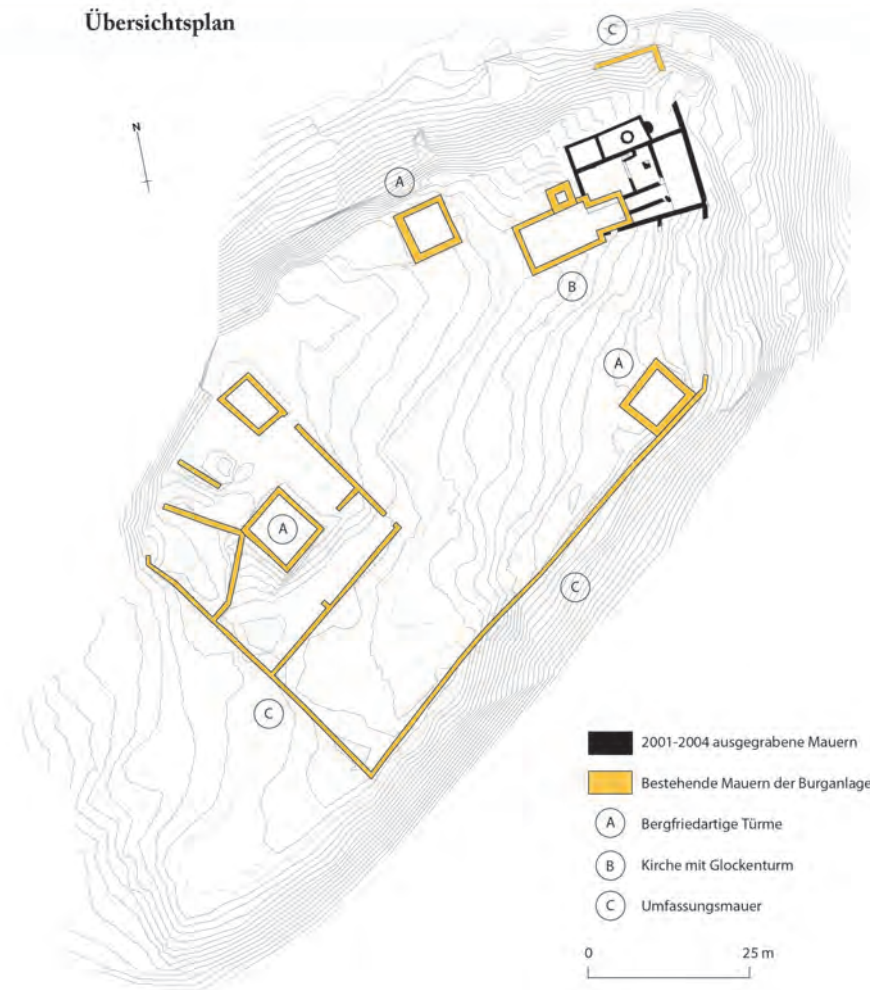 Übersichtsplan
C
N
A
B
A
A
C
C
2001-2004 ausgegrabene Mauern
Bestehende Mauern der Burganlage
A Bergfriedartige Türme
B Kirche mit Glockenturm
C Umfassungsmauer
0 25 m